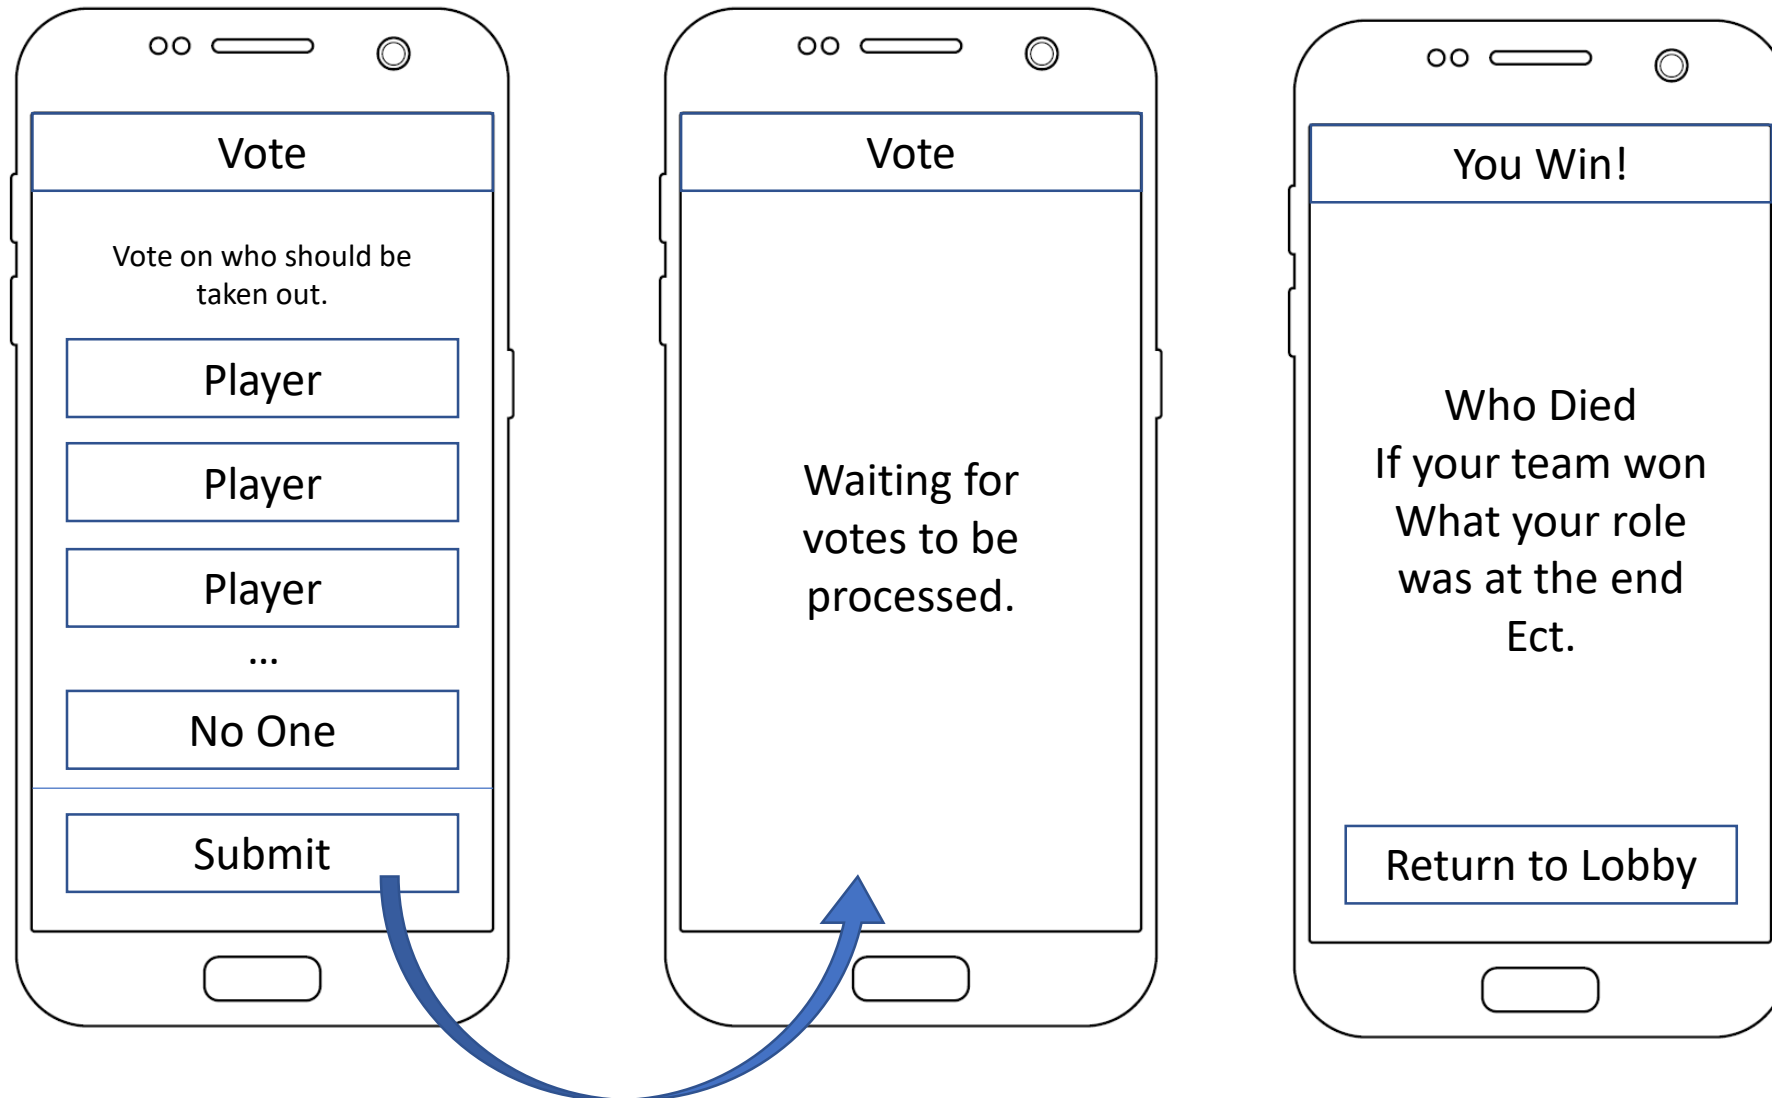 Vote
Vote on who should be
taken out.
Player
Player
Player
...
No One
Submit
Vote
Waiting for
votes to be
processed.
You Win!
Who Died
If your team won
What your role
was at the end
Ect.
Return to Lobby